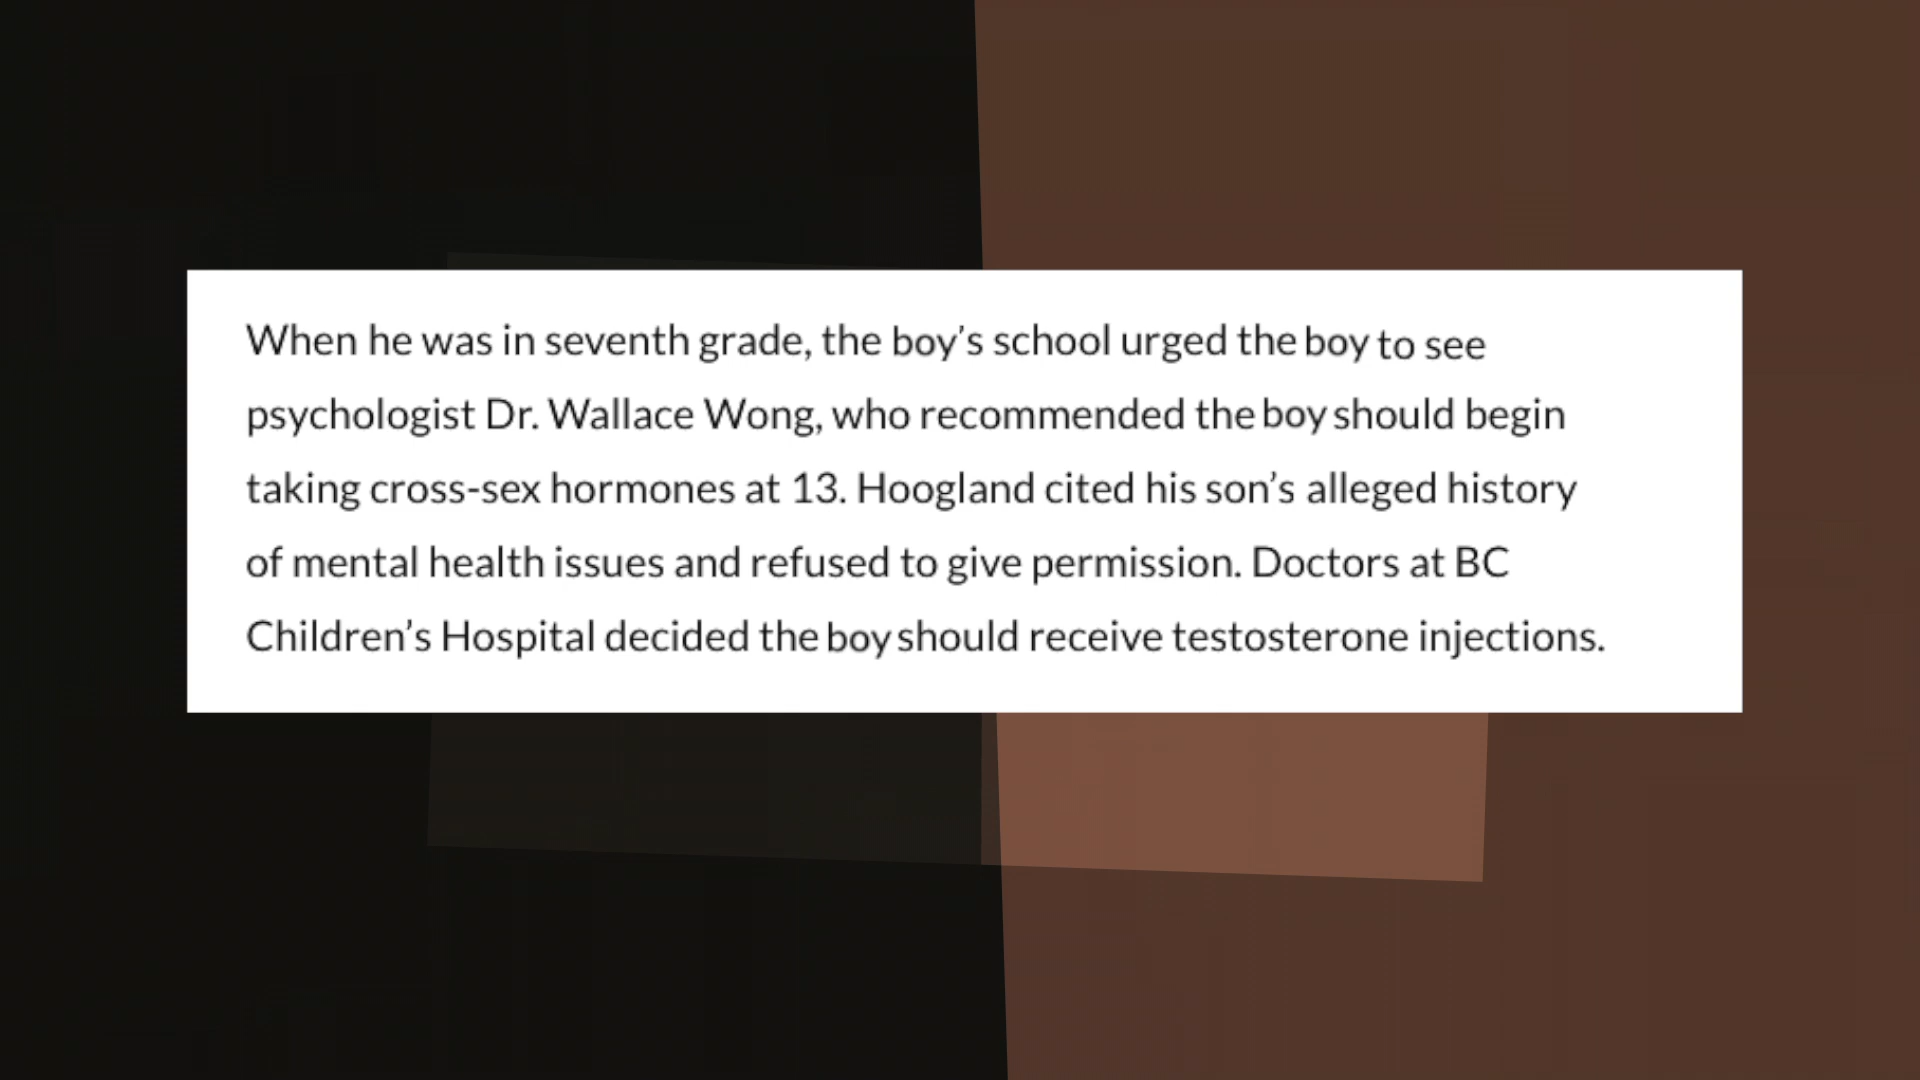 When he was in seventh grade, the boy's school urged the boy to see
psychologist Dr. Wallace Wong, who recommended the boy should begin
taking cross-sex hormones at 13. Hoogland cited his son's alleged history
of mental health issues and refused to give permission. Doctors at BC
Children's Hospital decided the boy should receive testosterone injections.